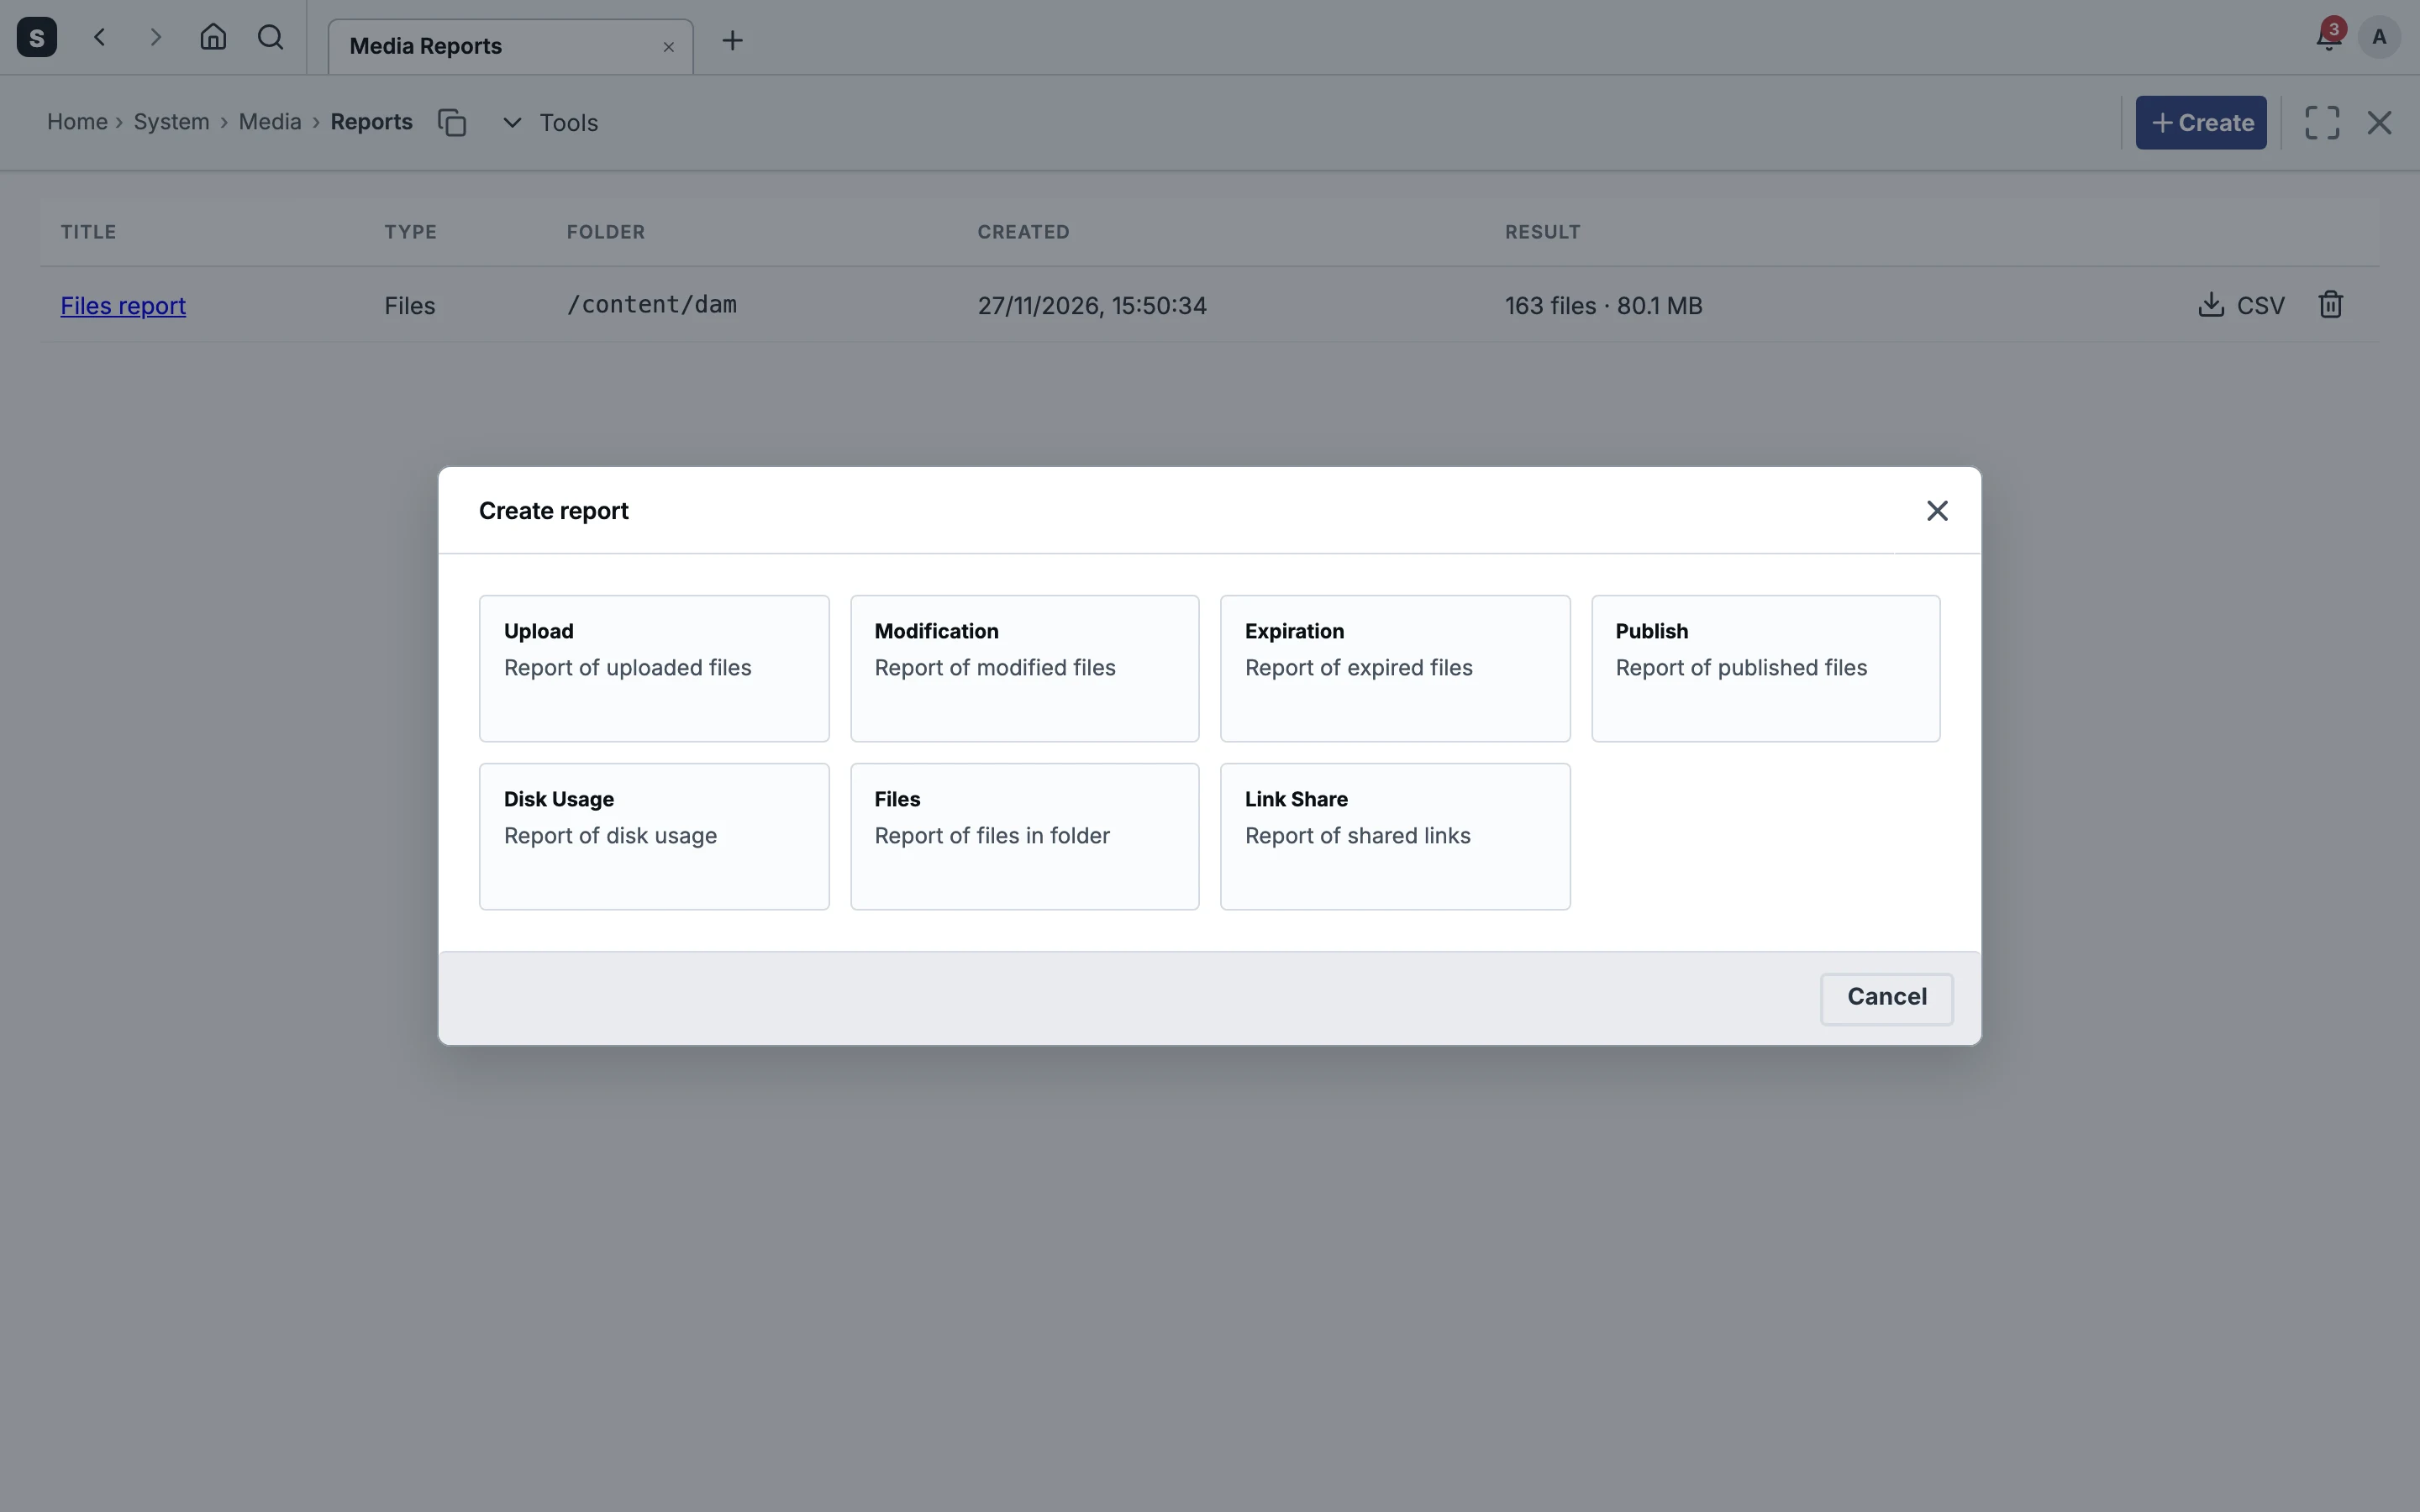 S
Media Reports
3
A
Home › System › Media › Reports
Tools
+ Create
TITLE TYPE FOLDER CREATED RESULT
Files report Files /content/dam 27/11/2026, 15:50:34 163 files · 80.1 MB CSV
Create report
Upload
Report of uploaded files
Modification
Report of modified files
Expiration
Report of expired files
Publish
Report of published files
Disk Usage
Report of disk usage
Files
Report of files in folder
Link Share
Report of shared links
Cancel